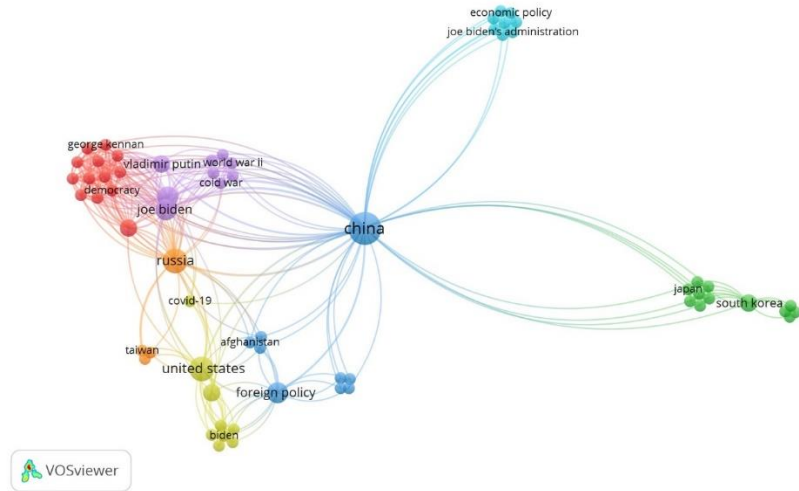 economic policy
joe biden's administration
george kennan
vladimir putin
world war ii
democracy
cold war
joe biden
china
russia
covid-19
japan
south korea
afghanistan
taiwan
united states
foreign policy
biden
VOSviewer